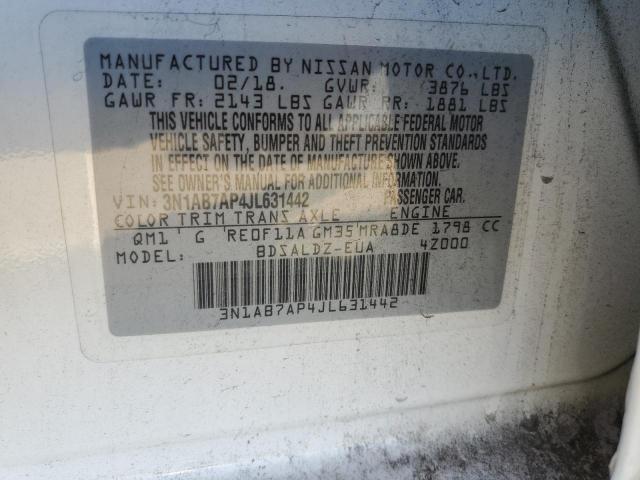 MANUFACTURED BY NISSAN MOTOR CO., LTD.
DATE: 02/18. GVWR: 3876 LBS
GAWR FR: 2143 LBS GAWR RR: 1881 LBS
THIS VEHICLE CONFORMS TO ALL APPLICABLE FEDERAL MOTOR
VEHICLE SAFETY, BUMPER AND THEFT PREVENTION STANDARDS
IN EFFECT ON THE DATE OF MANUFACTURE SHOWN ABOVE.
SEE OWNER'S MANUAL FOR ADDITIONAL INFORMATION.
VIN: 3N1AB7AP4JL631442 PASSENGER CAR.
COLOR TRIM TRANS AXLE ENGINE
QM1 G RE0F11A GM35 MRA8DE 1798 CC
MODEL: BDSALDZ-EUA 4Z000
3N1AB7AP4JL631442